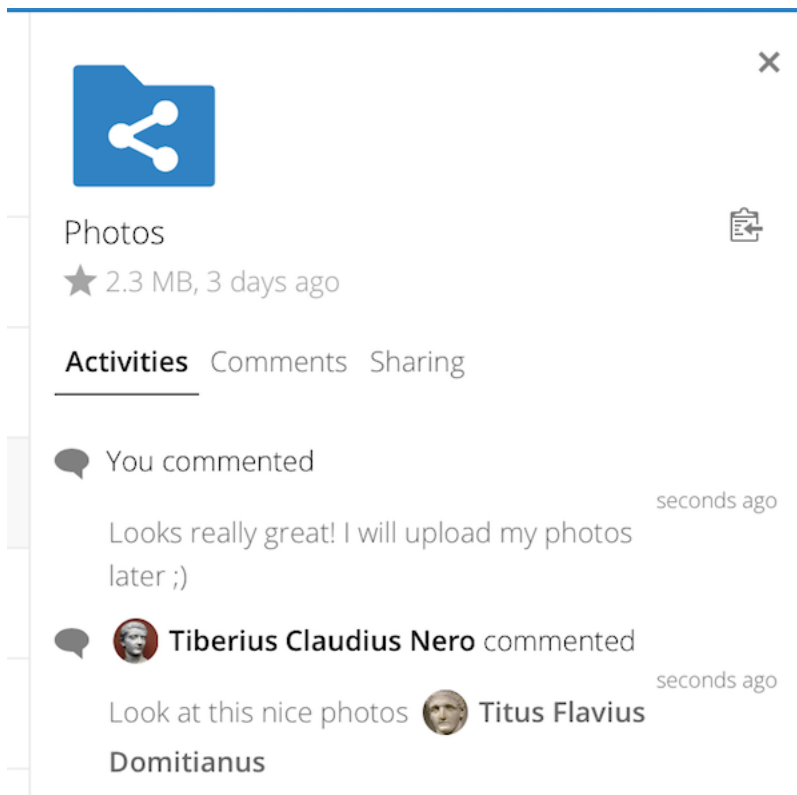 Photos
2.3 MB, 3 days ago
Activities Comments Sharing
You commented
seconds ago
Looks really great! I will upload my photos
later ;)
Tiberius Claudius Nero commented
seconds ago
Look at this nice photos Titus Flavius
Domitianus